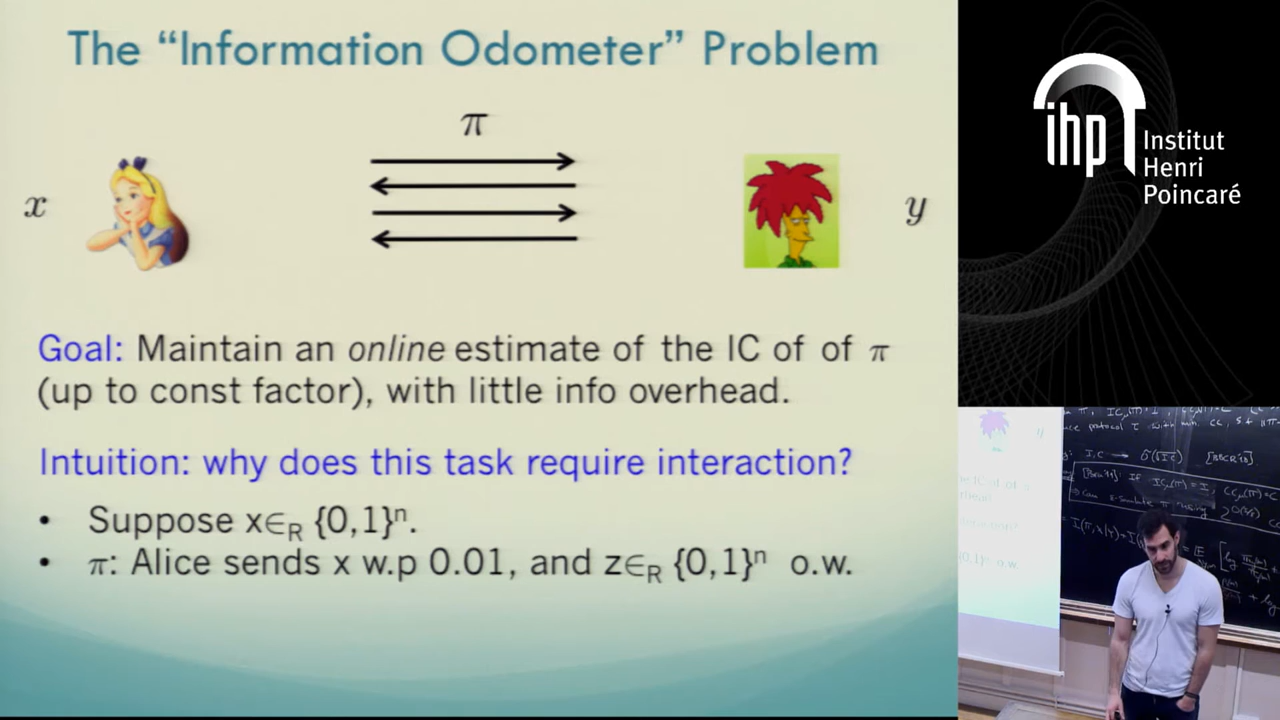 The “Information Odometer” Problem
π
x
y
Goal: Maintain an online estimate of the IC of of π
(up to const factor), with little info overhead.
Intuition: why does this task require interaction?
• Suppose x∈R {0,1}ⁿ.
• π: Alice sends x w.p 0.01, and z∈R {0,1}ⁿ o.w.
ihp
Institut
Henri
Poincaré